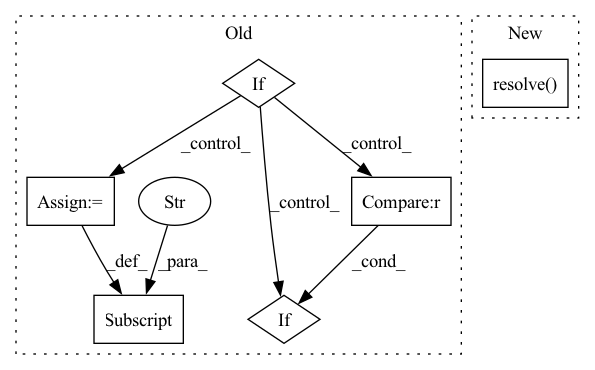 Old
New
If
resolve()
_control_
_control_
_control_
Assign:=
Str
Compare:r
_def_
_para_
_cond_
Subscript
If